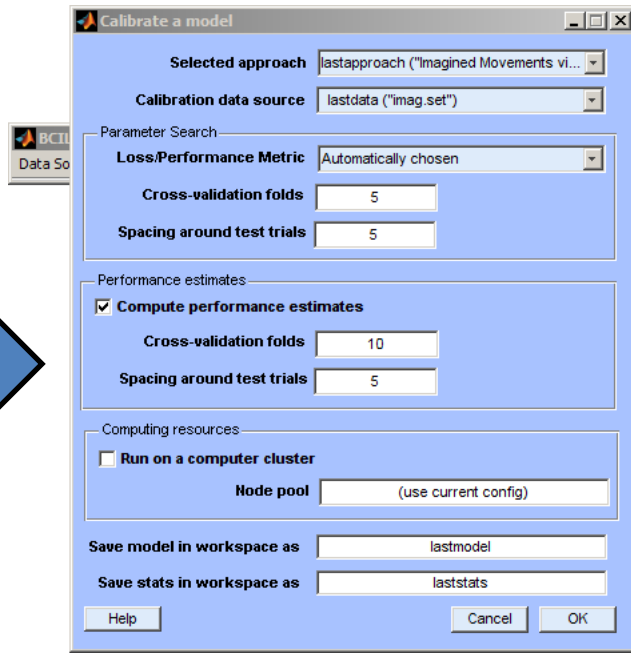 Calibrate a model
Selected approach lastapproach ("Imagined Movements vi...
Calibration data source lastdata ("imag.set")
BCIL
Data So
Parameter Search
Loss/Performance Metric Automatically chosen
Cross-validation folds 5
Spacing around test trials 5
Performance estimates
Compute performance estimates
Cross-validation folds 10
Spacing around test trials 5
Computing resources
Run on a computer cluster
Node pool (use current config)
Save model in workspace as lastmodel
Save stats in workspace as laststats
Help Cancel OK